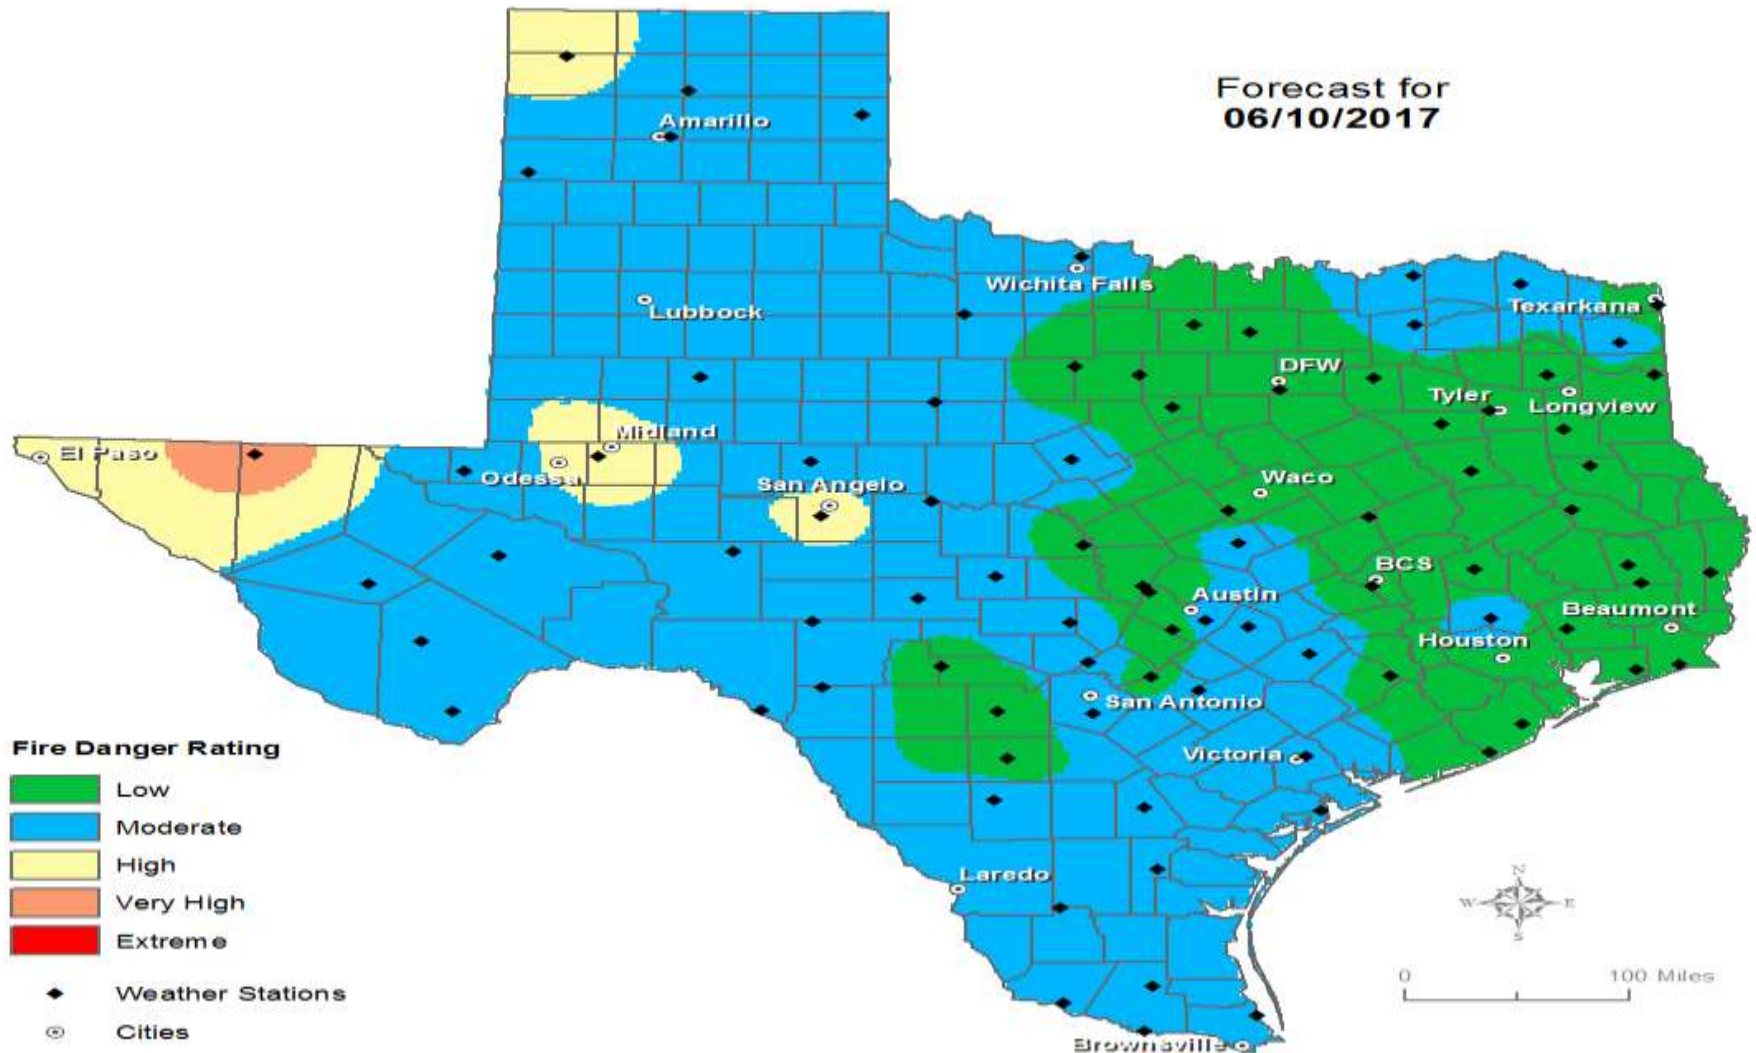 Forecast for
06/10/2017
Amarillo
Wichita Falls
Lubbock
Texarkana
DFW
Tyler
Longview
Midland
El Paso
Odessa
San Angelo
Waco
BCS
Austin
Beaumont
Houston
San Antonio
Victoria
Laredo
Brownsville
Fire Danger Rating
Low
Moderate
High
Very High
Extreme
Weather Stations
Cities
N
W E
S
0 100 Miles